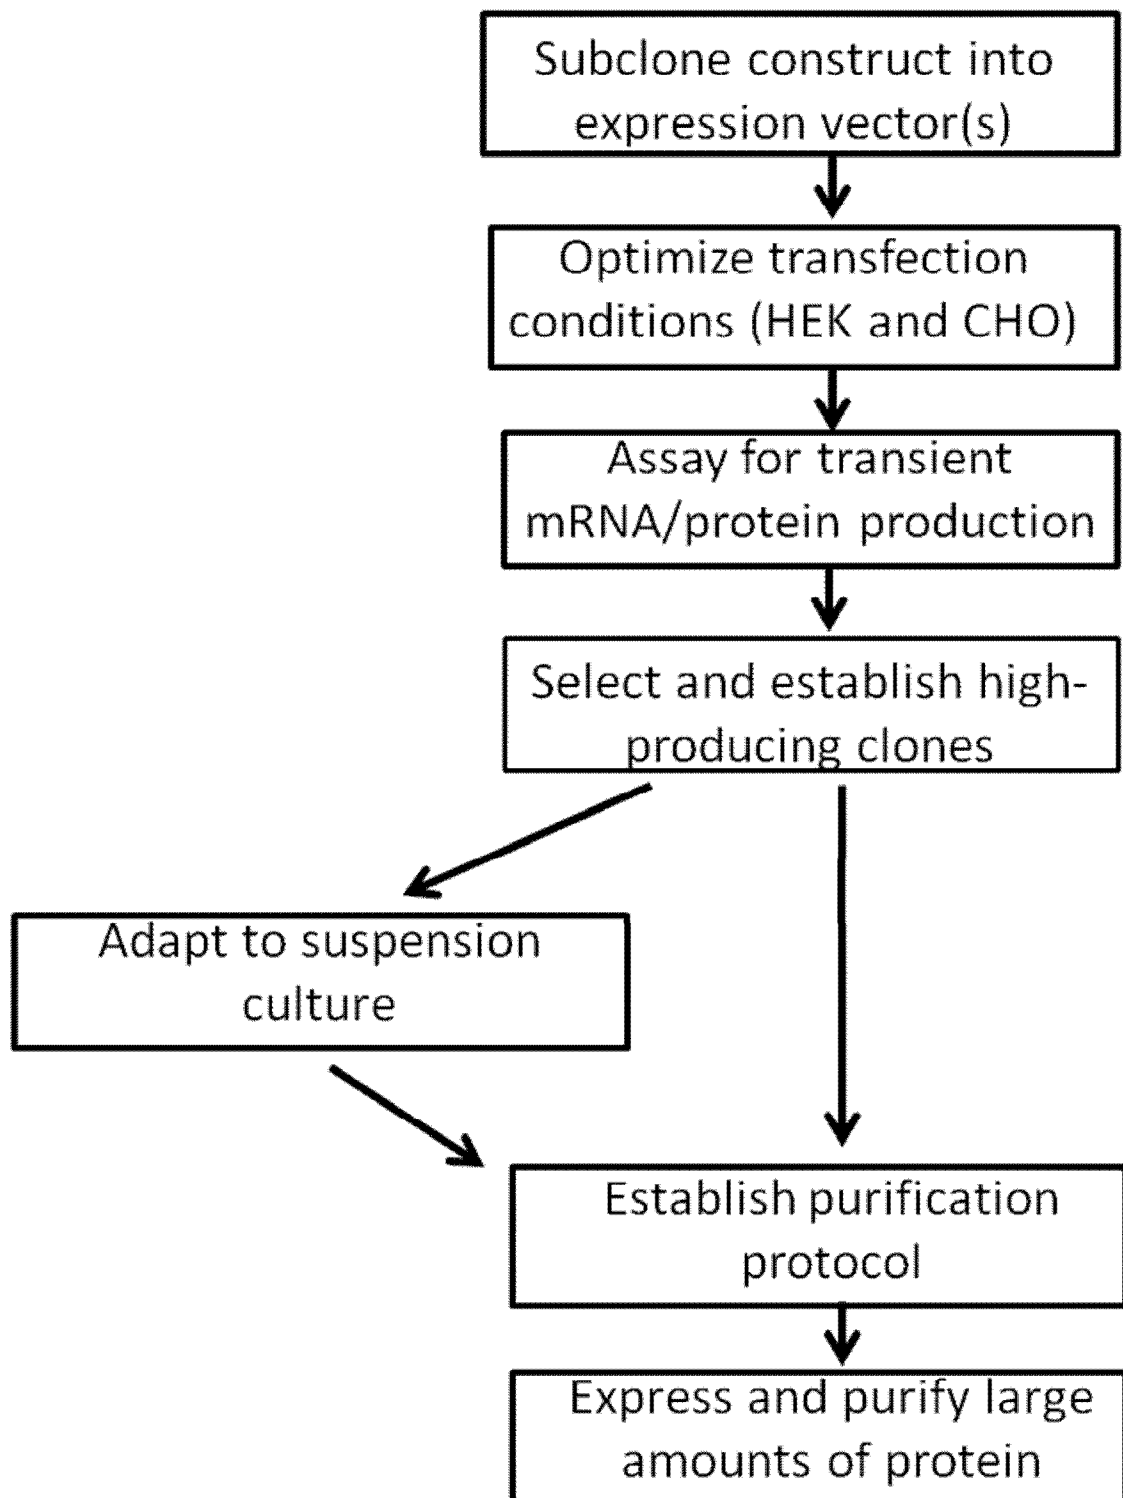 Subclone construct into
expression vector(s)
Optimize transfection
conditions (HEK and CHO)
Assay for transient
mRNA/protein production
Select and establish high-
producing clones
Adapt to suspension
culture
Establish purification
protocol
Express and purify large
amounts of protein